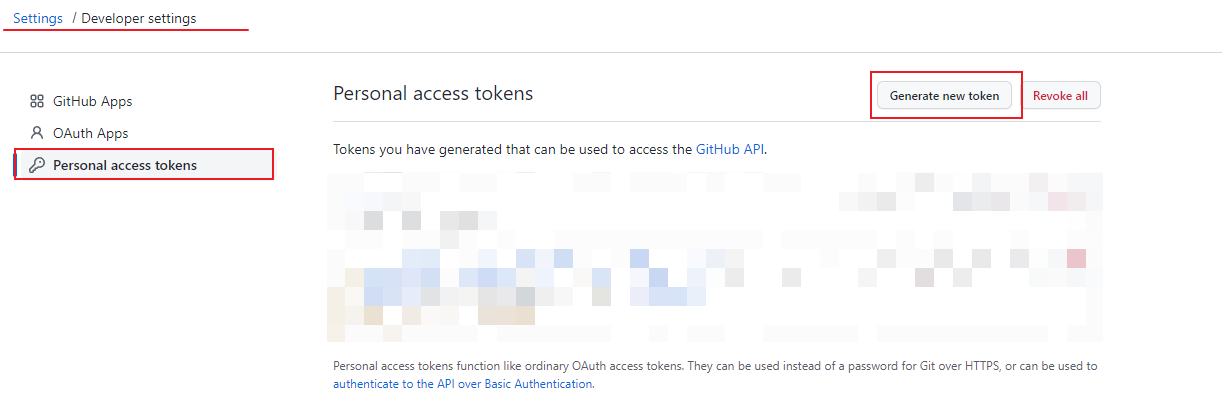 Settings / Developer settings
GitHub Apps
OAuth Apps
Personal access tokens
Personal access tokens
Generate new token
Revoke all
Tokens you have generated that can be used to access the GitHub API.
Personal access tokens function like ordinary OAuth access tokens. They can be used instead of a password for Git over HTTPS, or can be used to
authenticate to the API over Basic Authentication.